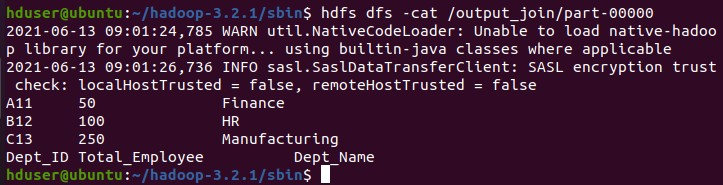 hduser@ubuntu:~/hadoop-3.2.1/sbin$ hdfs dfs -cat /output_join/part-00000
2021-06-13 09:01:24,785 WARN util.NativeCodeLoader: Unable to load native-hadoo
p library for your platform... using builtin-java classes where applicable
2021-06-13 09:01:26,736 INFO sasl.SaslDataTransferClient: SASL encryption trust
 check: localHostTrusted = false, remoteHostTrusted = false
A11     50              Finance
B12     100             HR
C13     250             Manufacturing
Dept_ID Total_Employee          Dept_Name
hduser@ubuntu:~/hadoop-3.2.1/sbin$